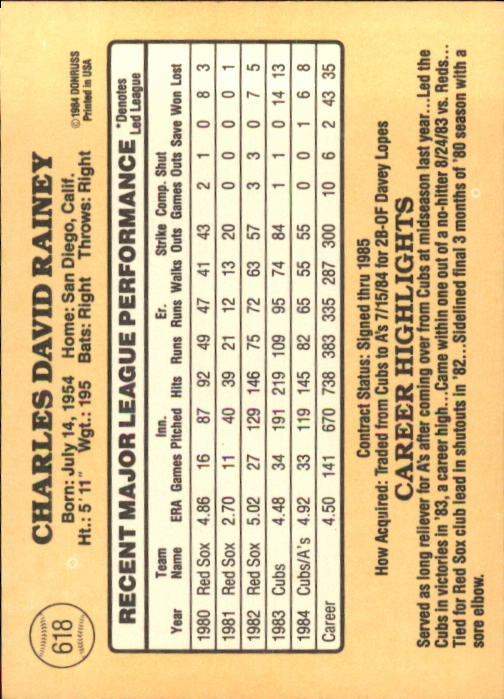 618
CHARLES DAVID RAINEY
Born: July 14, 1954 Home: San Diego, Calif.
Ht.: 5'11" Wgt.: 195 Bats: Right Throws: Right
© 1984 DONRUSS
Printed in USA
RECENT MAJOR LEAGUE PERFORMANCE
*Denotes
Led League
Team Inn. Er. Strike Comp. Shut
Year Name ERA Games Pitched Hits Runs Runs Walks Outs Games Outs Save Won Lost
1980 Red Sox 4.86 16 87 92 49 47 41 43 2 1 0 8 3
1981 Red Sox 2.70 11 40 39 21 12 13 20 0 0 0 0 1
1982 Red Sox 5.02 27 129 146 75 72 63 57 3 3 0 7 5
1983 Cubs 4.48 34 191 219 109 95 74 84 1 1 0 14 13
1984 Cubs/A's 4.92 33 119 145 82 65 55 55 0 0 1 6 8
Career 4.50 141 670 738 383 335 287 300 10 6 2 43 35
Contract Status: Signed thru 1985
How Acquired: Traded from Cubs to A's 7/15/84 for 2B-OF Davey Lopes
CAREER HIGHLIGHTS
Served as long reliever for A's after coming over from Cubs at midseason last year...Led the
Cubs in victories in '83, a career high...Came within one out of a no-hitter 8/24/83 vs. Reds...
Tied for Red Sox club lead in shutouts in '82...Sidelined final 3 months of '80 season with a
sore elbow.